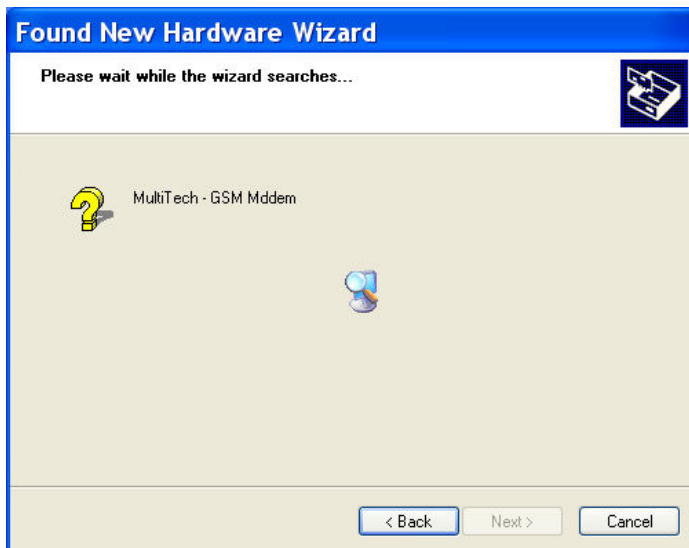 Found New Hardware Wizard
Please wait while the wizard searches...
MultiTech - GSM Mddem
< Back
Next >
Cancel